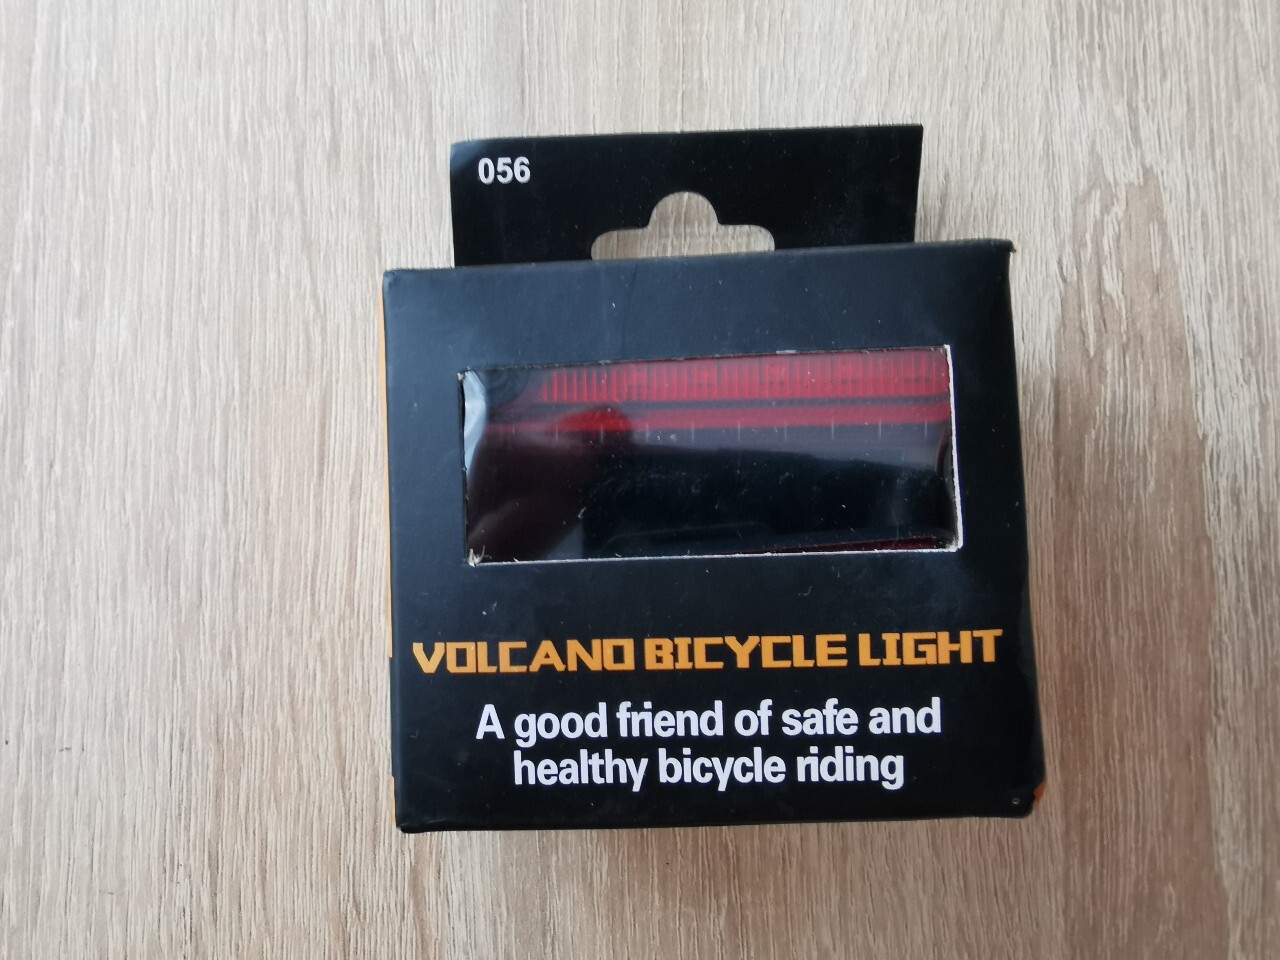 056
VOLCANO BICYCLE LIGHT
A good friend of safe and
healthy bicycle riding